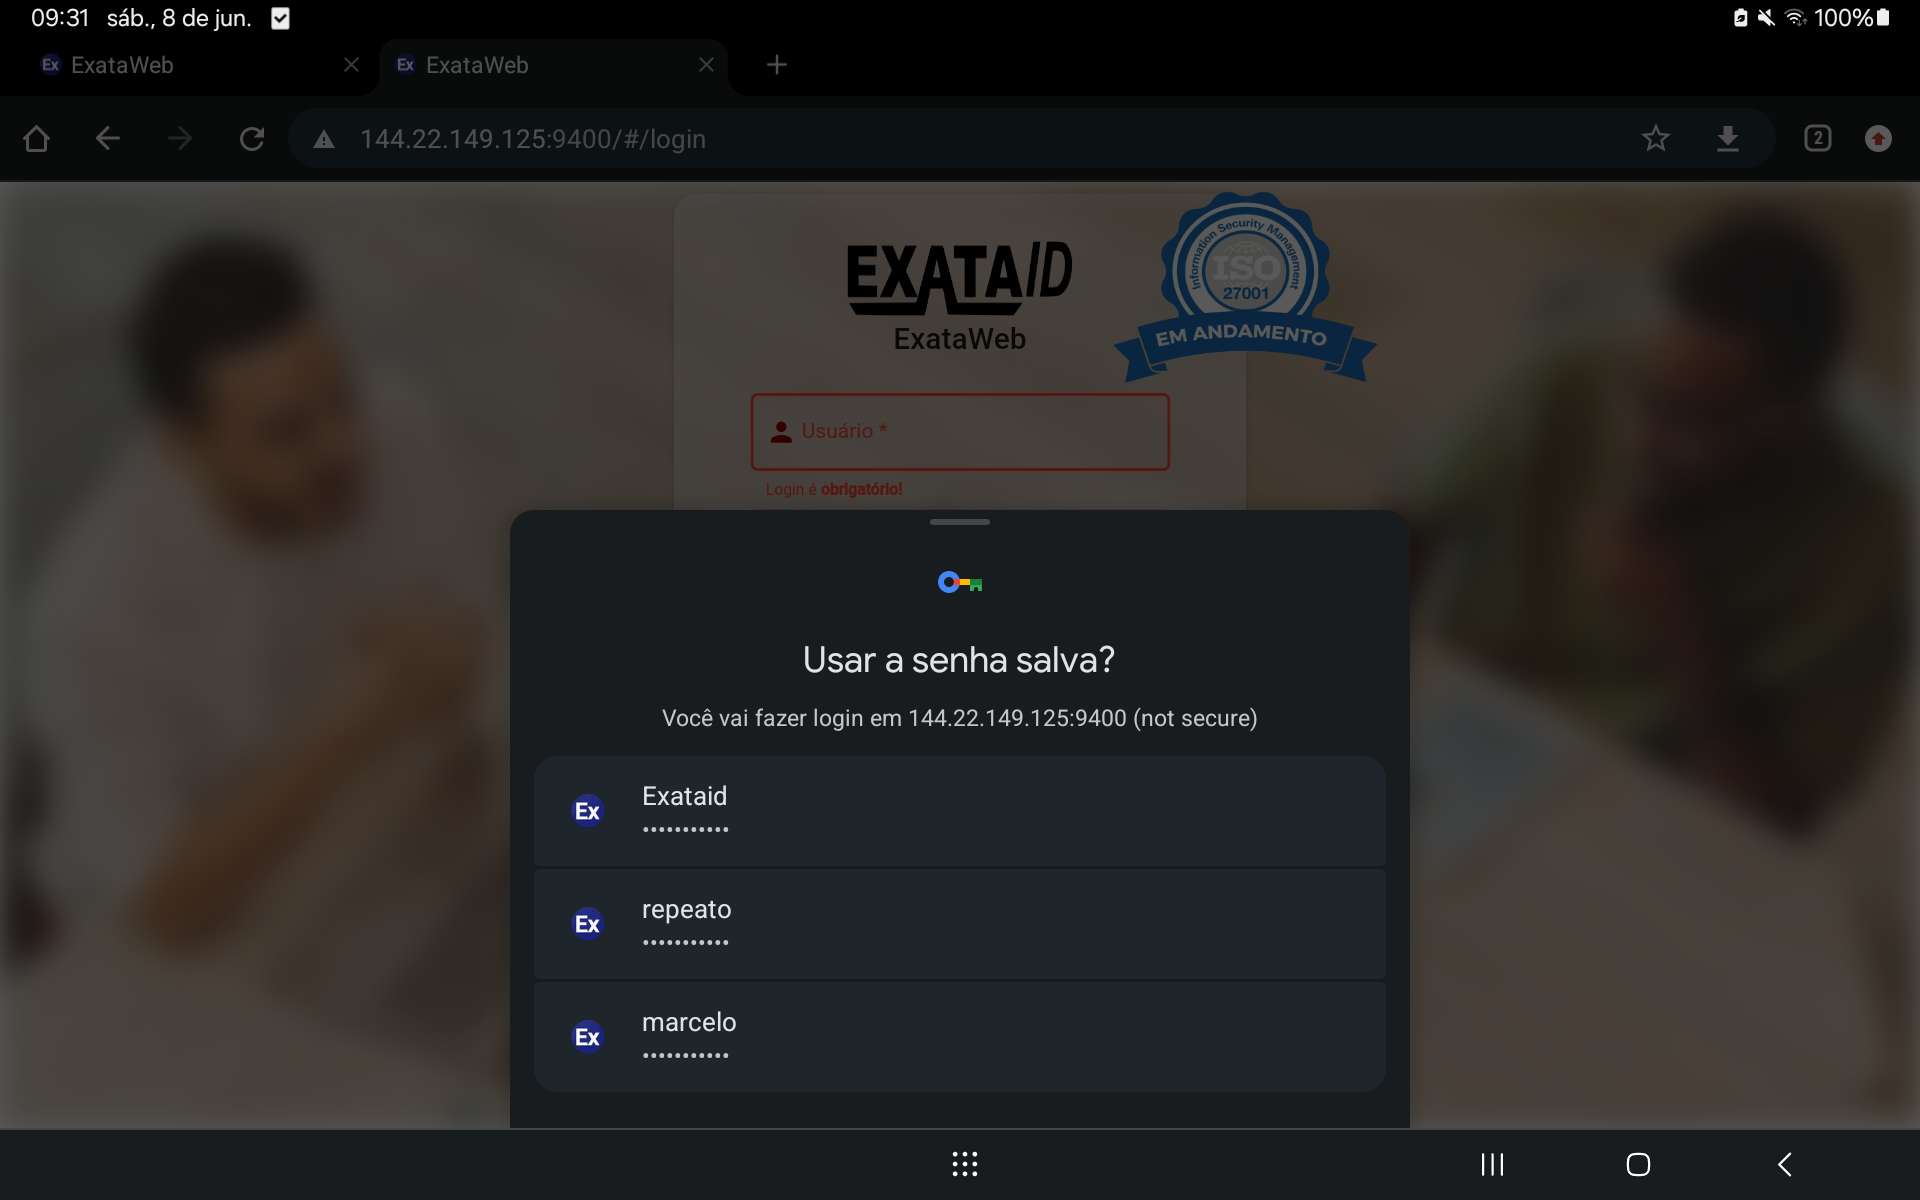 09:31 sáb., 8 de jun. 100%
Ex ExataWeb
Ex ExataWeb
144.22.149.125:9400/#/login
2
EXATAID
ExataWeb
Information Security Management
ISO
27001
EM ANDAMENTO
Usuário *
Login é obrigatório!
Usar a senha salva?
Você vai fazer login em 144.22.149.125:9400 (not secure)
Ex Exataid
•••••••••••
Ex repeato
•••••••••••
Ex marcelo
•••••••••••